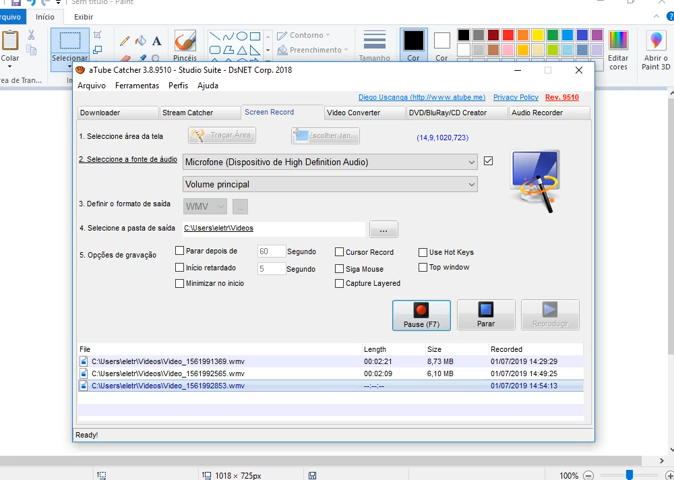 Sem título - Paint
rquivo
Início
Exibir
Colar
Selecionar
Pincéis
Contorno
Preenchimento
Tamanho
Cor
Cor
Editar cores
Abrir o Paint 3D
rea de Tran...
aTube Catcher 3.8.9510 - Studio Suite - DsNET Corp. 2018
Arquivo Ferramentas Perfis Ajuda
Diego Uscanga (http://www.atube.me) Privacy Policy Rev. 9510
Downloader Stream Catcher Screen Record Video Converter DVD/BluRay/CD Creator Audio Recorder
1. Seleccione área da tela Traçar Área Escolher Jan... (14,9,1020,723)
2. Seleccione a fonte de áudio Microfone (Dispositivo de High Definition Audio)
Volume principal
3. Definir o formato de saída WMV ...
4. Selecione a pasta de saída C:\Users\eletr\Videos ...
5. Opções de gravação
Parar depois de 60 Segundo Cursor Record Use Hot Keys
Início retardado 5 Segundo Siga Mouse Top window
Minimizar no inicio Capture Layered
Pause (F7) Parar Reproduzir
File Length Size Recorded
C:\Users\eletr\Videos\Video_1561991369.wmv 00:02:21 8,73 MB 01/07/2019 14:29:29
C:\Users\eletr\Videos\Video_1561992565.wmv 00:02:09 6,10 MB 01/07/2019 14:49:25
C:\Users\eletr\Videos\Video_1561992853.wmv --:--:-- 01/07/2019 14:54:13
Ready!
1018 × 725px
100%